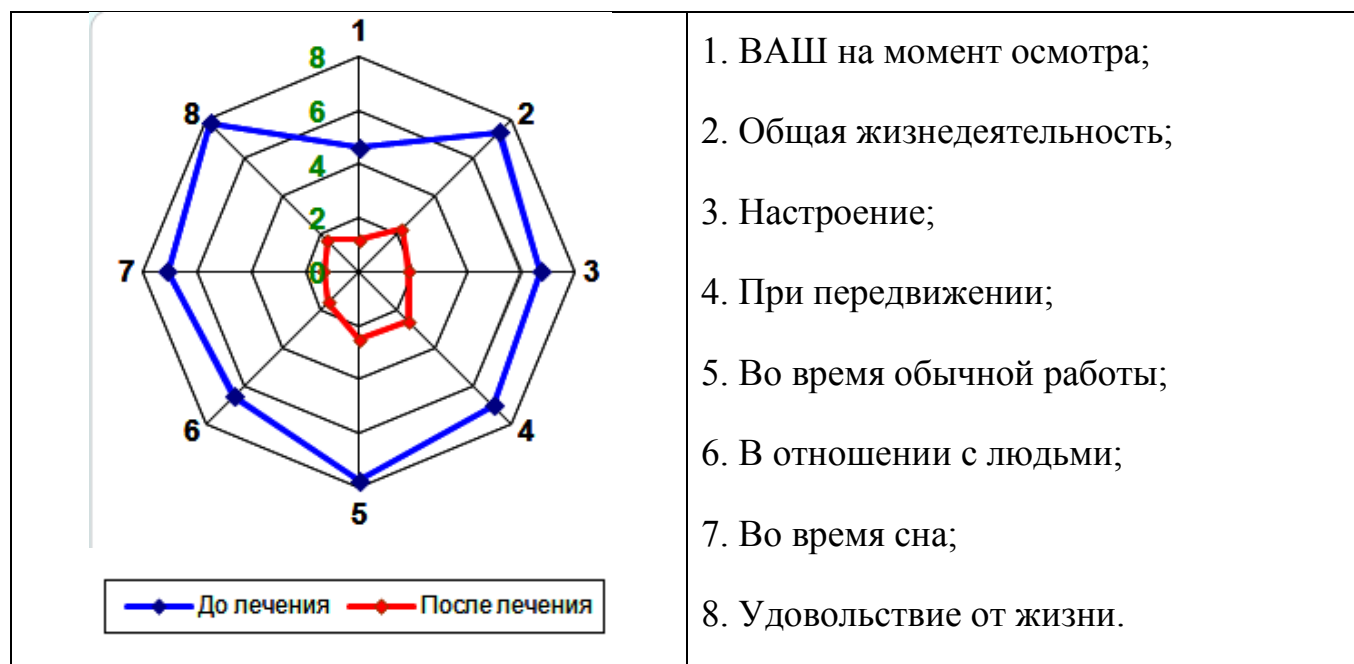 1
8
8
2
6
4
2
7
0
3
6
4
5
До лечения После лечения
1. ВАШ на момент осмотра;
2. Общая жизнедеятельность;
3. Настроение;
4. При передвижении;
5. Во время обычной работы;
6. В отношении с людьми;
7. Во время сна;
8. Удовольствие от жизни.